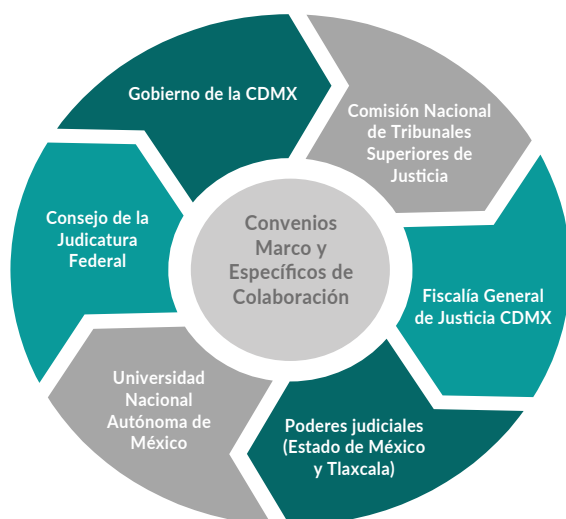 Gobierno de la CDMX
Comisión Nacional
de Tribunales
Superiores de
Justicia
Fiscalía General
de Justicia CDMX
Poderes judiciales
(Estado de México
y Tlaxcala)
Universidad
Nacional
Autónoma de
México
Consejo de la
Judicatura
Federal
Convenios
Marco y
Específicos de
Colaboración